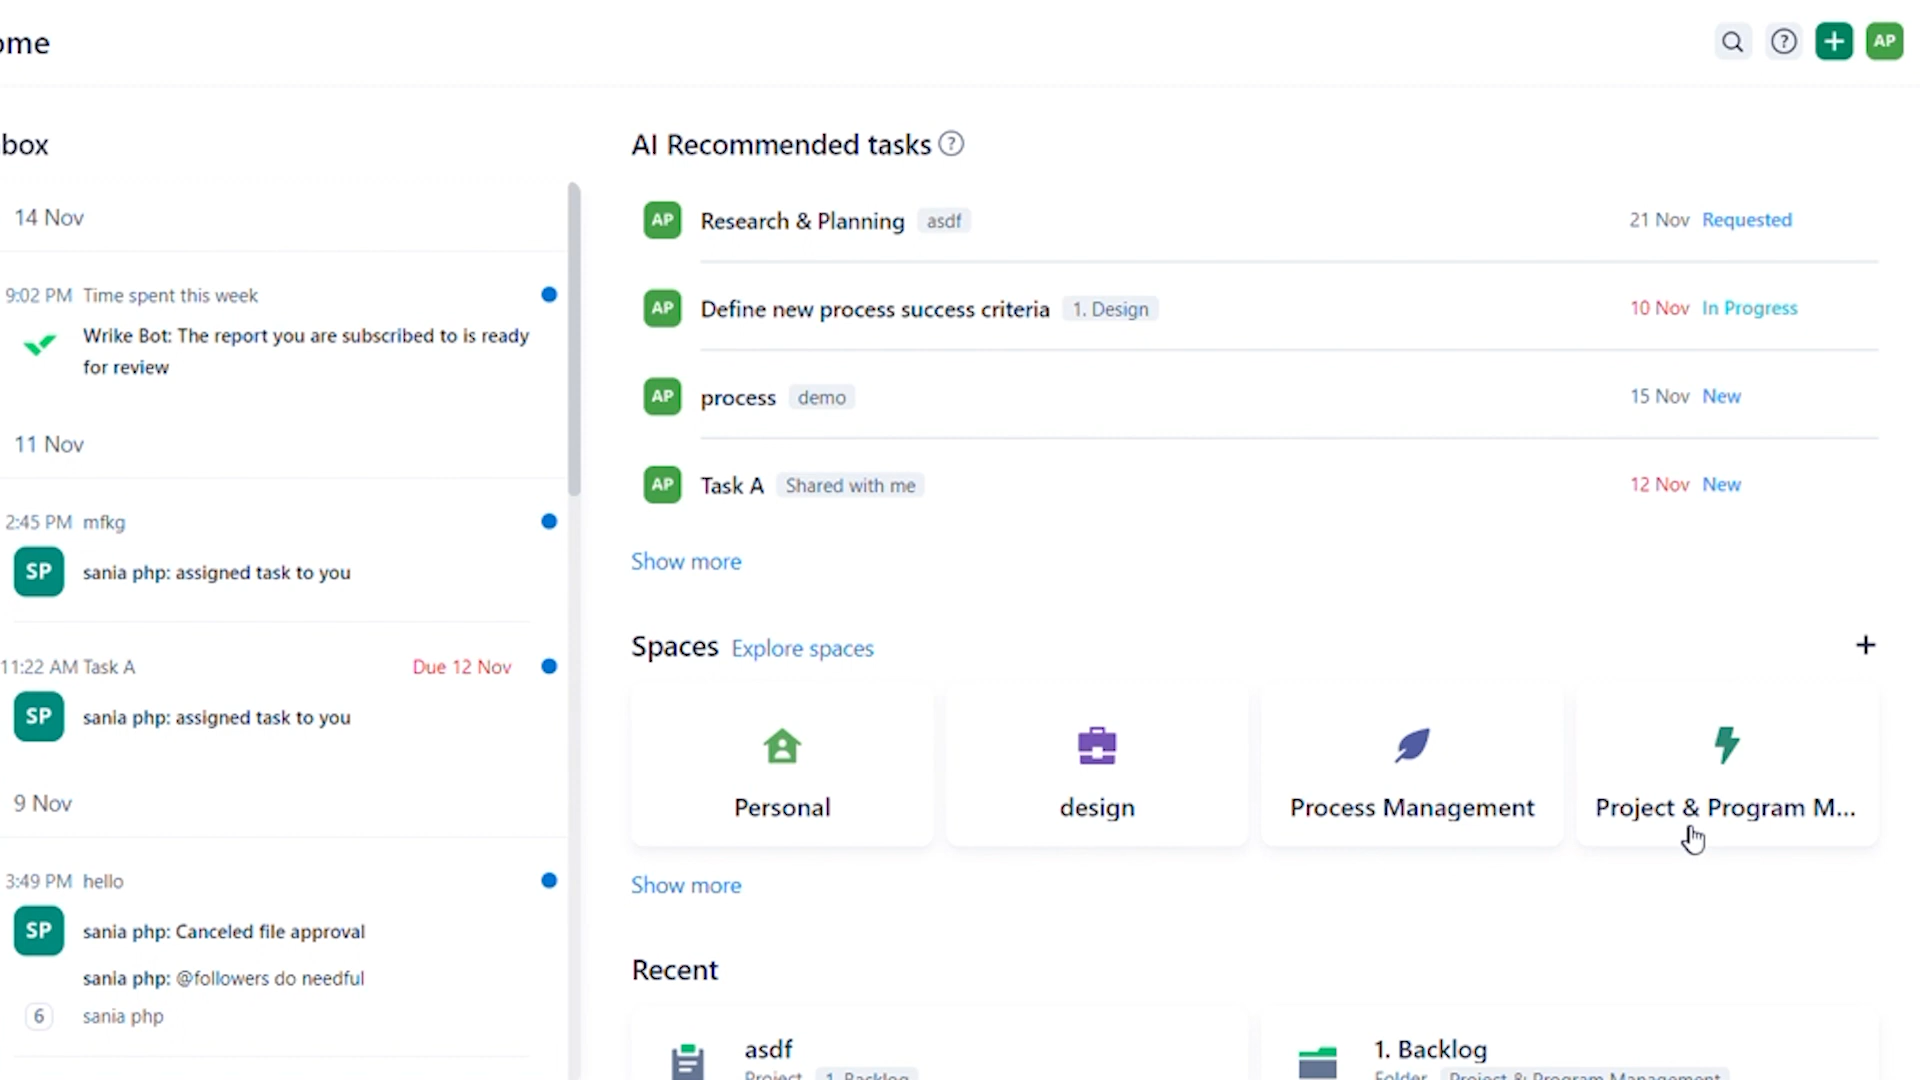 ome
AP
box
14 Nov
9:02 PM Time spent this week
Wrike Bot: The report you are subscribed to is ready
for review
11 Nov
2:45 PM mfkg
SP
sania php: assigned task to you
11:22 AM Task A Due 12 Nov
SP
sania php: assigned task to you
9 Nov
3:49 PM hello
SP
sania php: Canceled file approval
sania php: @followers do needful
6 sania php
AI Recommended tasks ?
AP Research & Planning asdf 21 Nov Requested
AP Define new process success criteria 1. Design 10 Nov In Progress
AP process demo 15 Nov New
AP Task A Shared with me 12 Nov New
Show more
Spaces Explore spaces +
Personal
design
Process Management
Project & Program M...
Show more
Recent
asdf
Project 1. Backlog
1. Backlog
Folder Project & Program Management